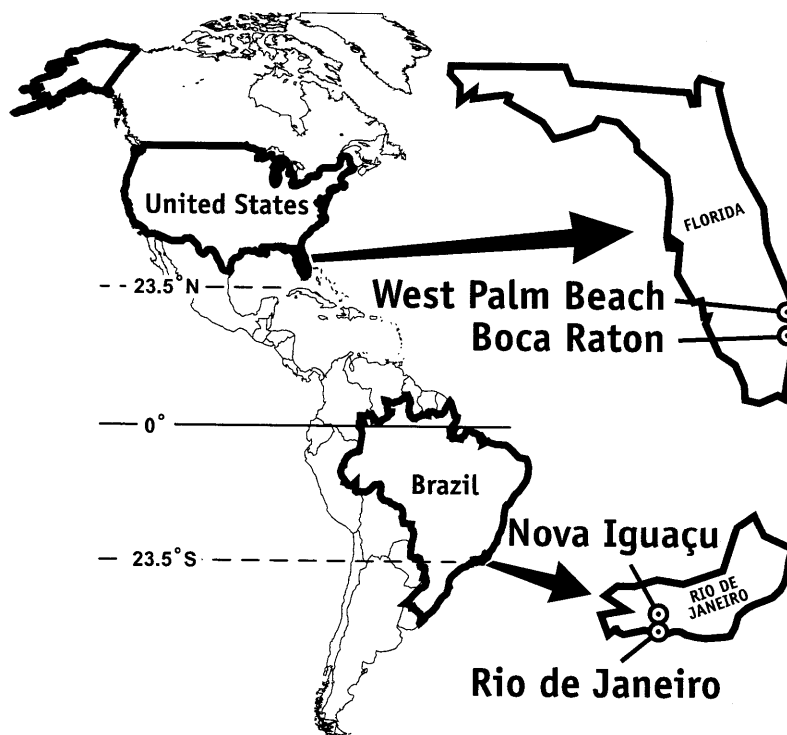 United States
FLORIDA
23.5°N
West Palm Beach
Boca Raton
0°
Brazil
Nova Iguaçu
23.5°S
RIO DE
JANEIRO
Rio de Janeiro